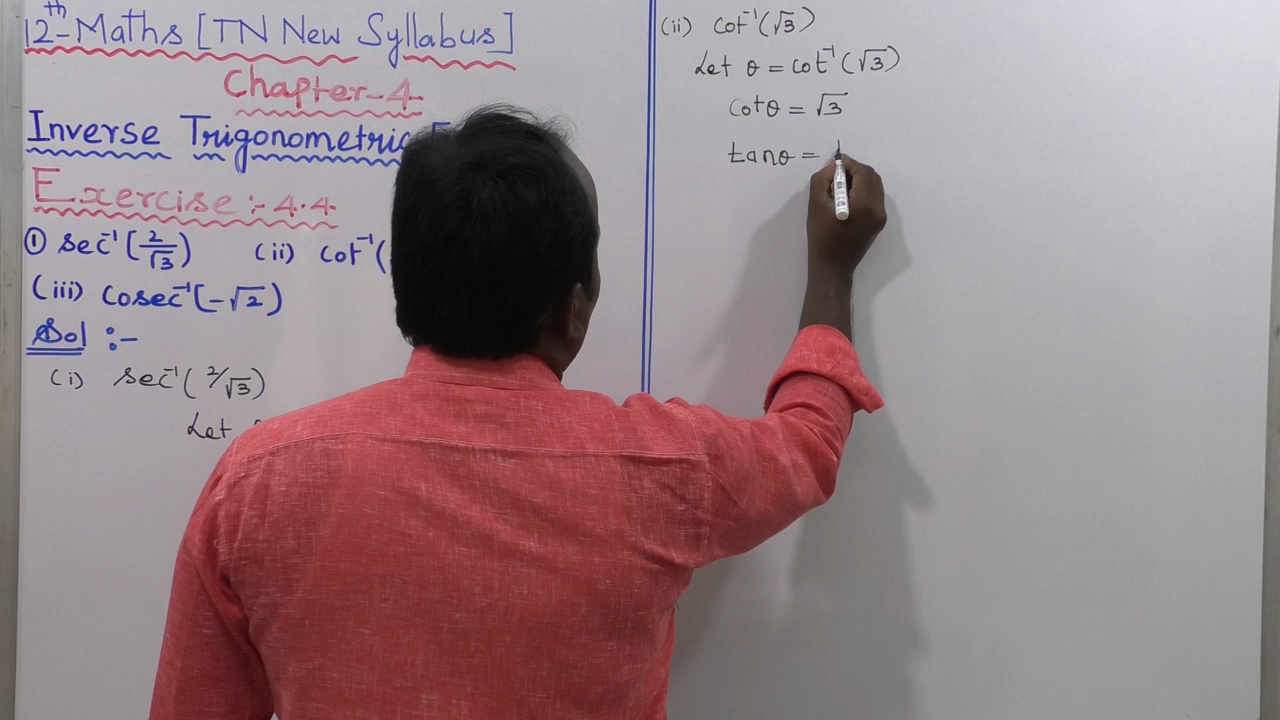 12th Maths [TN New Syllabus]
Chapter-4
Inverse Trigonometric
Exercise :- 4.4
① sec⁻¹(2/√3) (ii) cot⁻¹(
(iii) cosec⁻¹(-√2)
Sol :-
(i) sec⁻¹(2/√3)
Let
(ii) cot⁻¹(√3)
Let θ = cot⁻¹(√3)
cotθ = √3
tanθ =